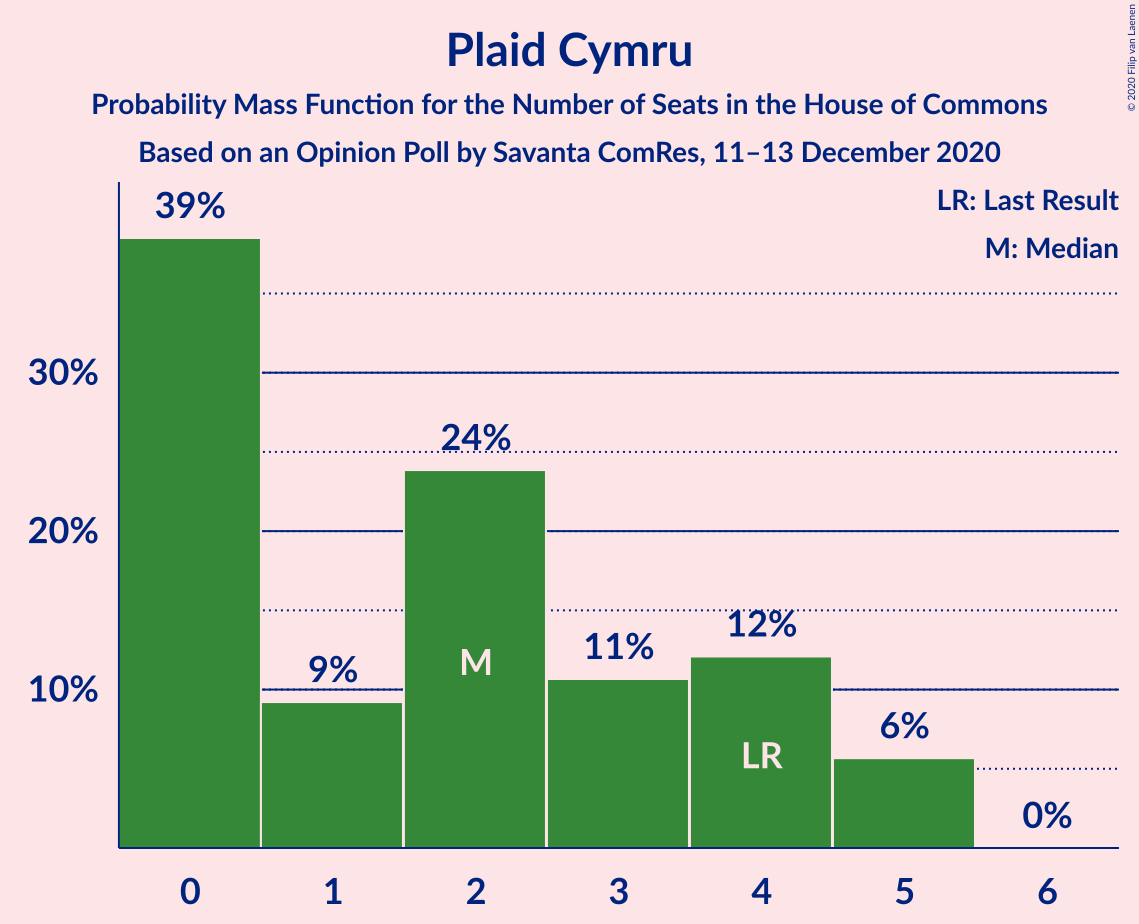 Plaid Cymru
Probability Mass Function for the Number of Seats in the House of Commons
Based on an Opinion Poll by Savanta ComRes, 11–13 December 2020
© 2020 Filip van Laenen
LR: Last Result
M: Median
39%
30%
24%
20%
12%
11%
M
9%
10%
6%
LR
0%
0 1 2 3 4 5 6